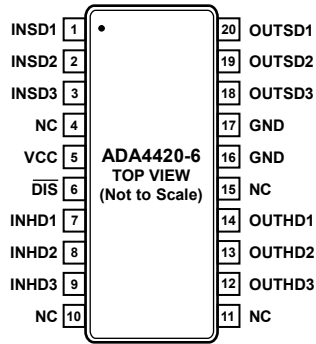 INSD1 1 20 OUTSD1
INSD2 2 19 OUTSD2
INSD3 3 18 OUTSD3
NC 4 17 GND
VCC 5 ADA4420-6 16 GND
TOP VIEW
DIS 6 (Not to Scale) 15 NC
INHD1 7 14 OUTHD1
INHD2 8 13 OUTHD2
INHD3 9 12 OUTHD3
NC 10 11 NC